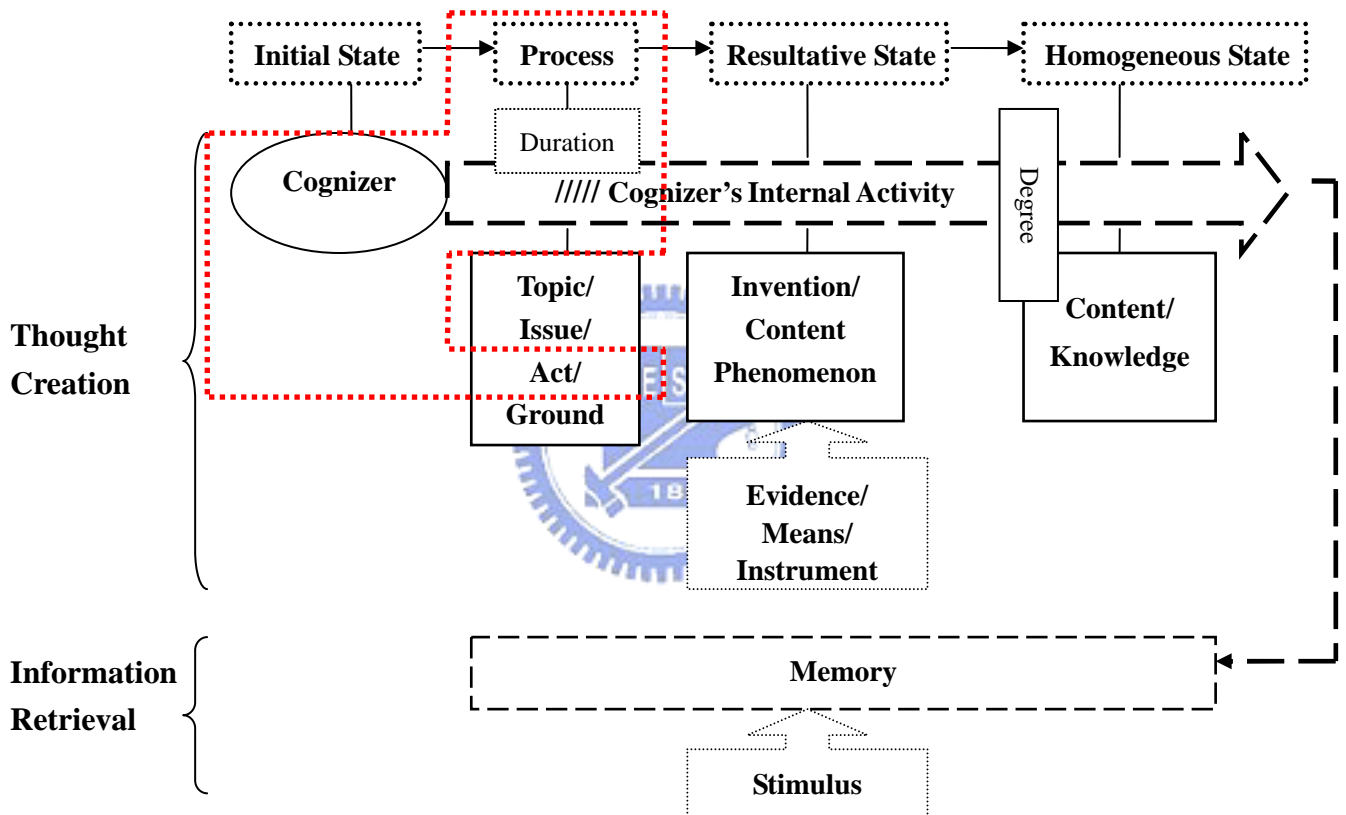 Initial State
Process
Resultative State
Homogeneous State
Duration
Cognizer
///// Cognizer’s Internal Activity
Degree
Topic/
Issue/
Act/
Ground
Invention/
Content
Phenomenon
Content/
Knowledge
Thought
Creation
Evidence/
Means/
Instrument
Information
Retrieval
Memory
Stimulus